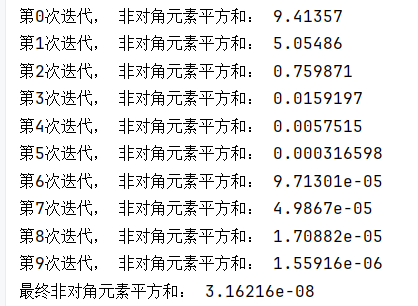 第0次迭代， 非对角元素平方和： 9.41357
第1次迭代， 非对角元素平方和： 5.05486
第2次迭代， 非对角元素平方和： 0.759871
第3次迭代， 非对角元素平方和： 0.0159197
第4次迭代， 非对角元素平方和： 0.0057515
第5次迭代， 非对角元素平方和： 0.000316598
第6次迭代， 非对角元素平方和： 9.71301e-05
第7次迭代， 非对角元素平方和： 4.9867e-05
第8次迭代， 非对角元素平方和： 1.70882e-05
第9次迭代， 非对角元素平方和： 1.55916e-06
最终非对角元素平方和： 3.16216e-08